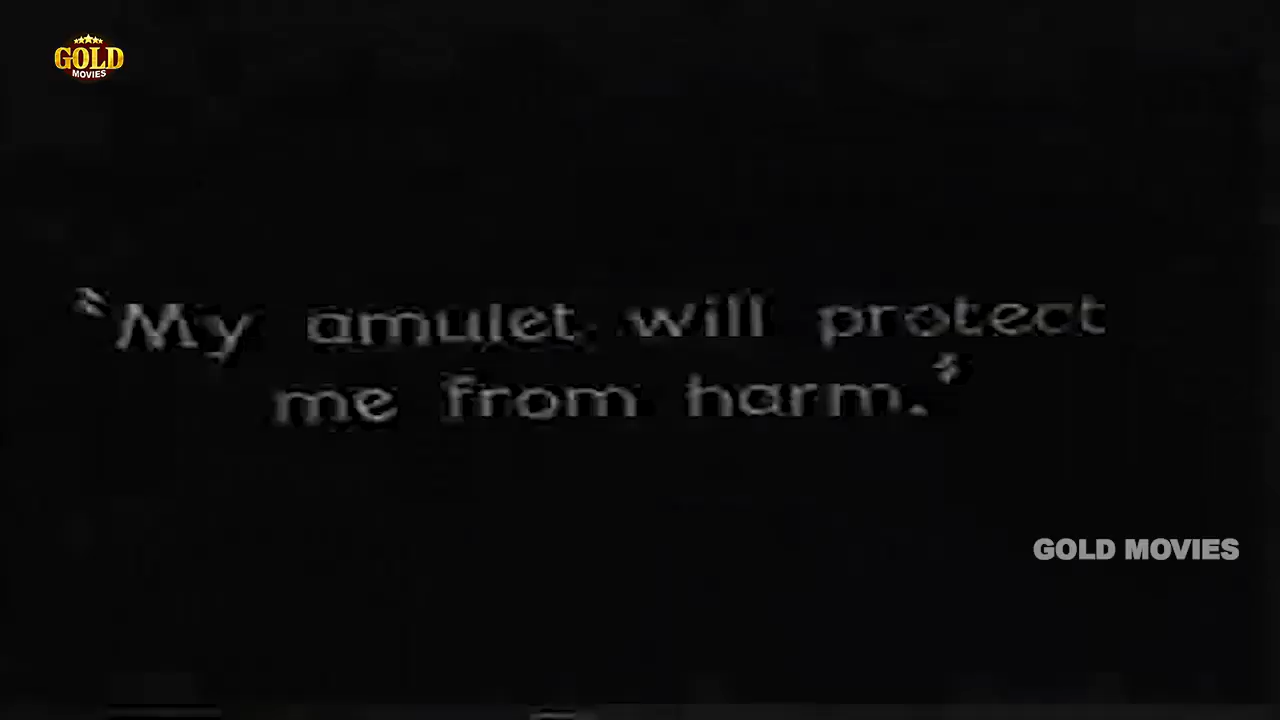 GOLD
MOVIES
"My amulet will protect
me from harm."
GOLD MOVIES